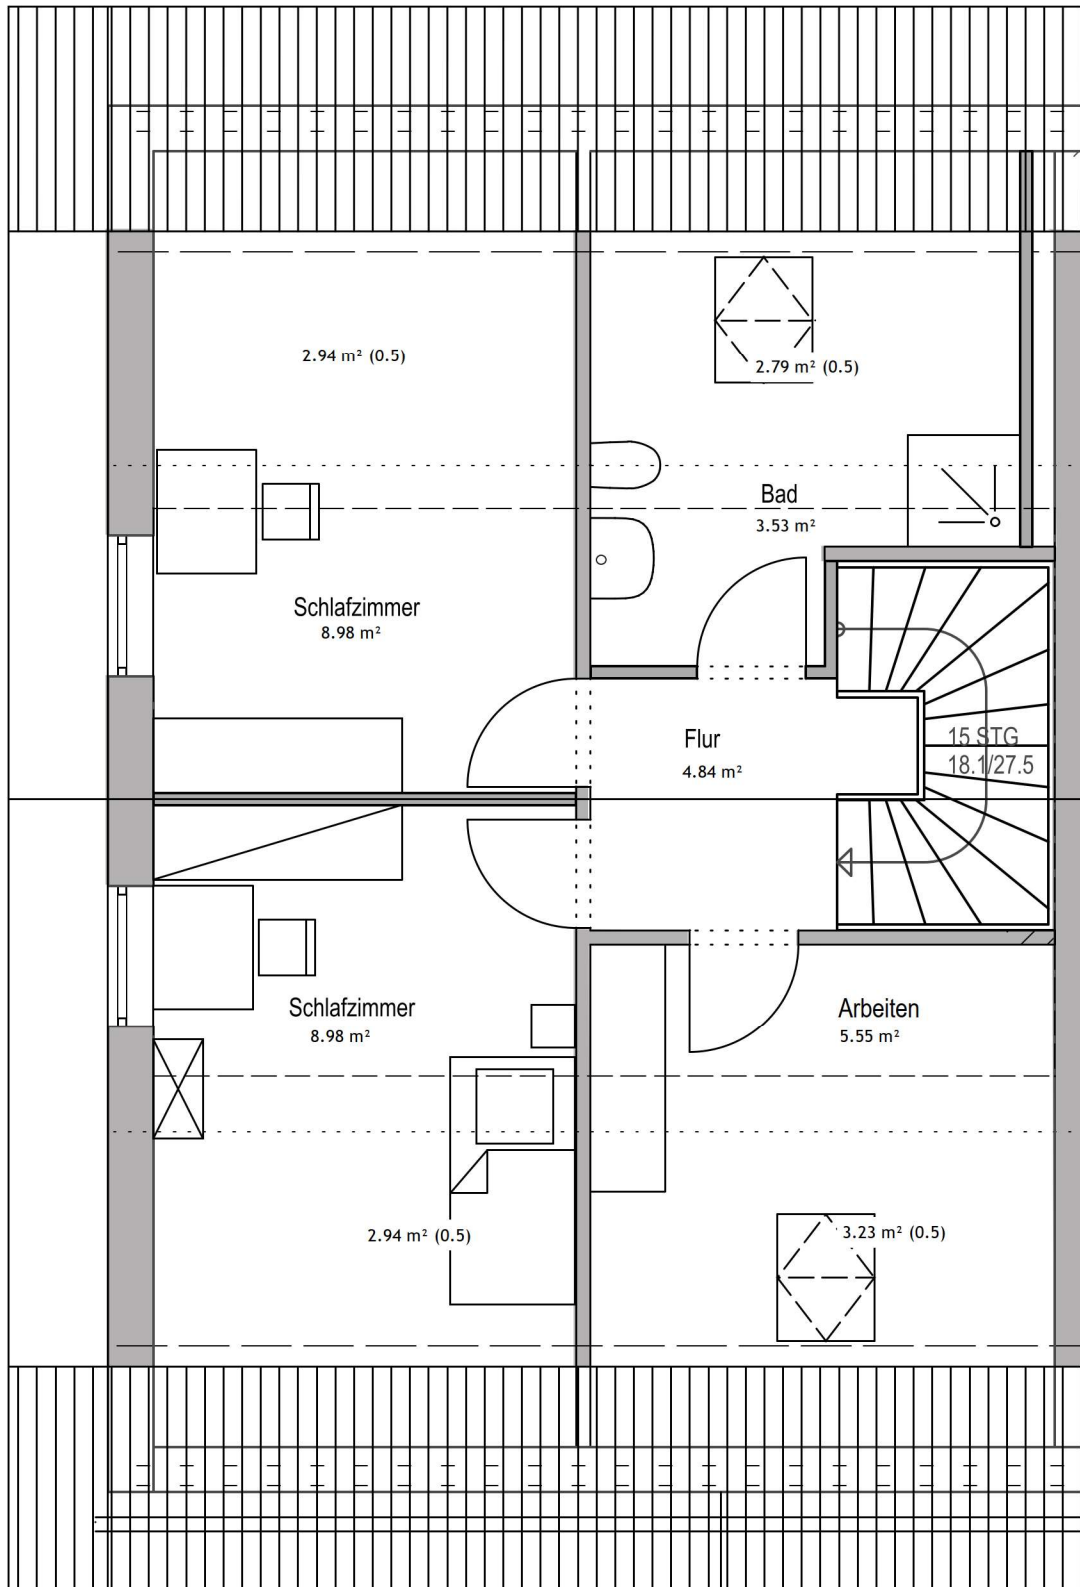 2.94 m² (0.5)
2.79 m² (0.5)
Bad
3.53 m²
Schlafzimmer
8.98 m²
Flur
4.84 m²
15 STG
18.1/27.5
Schlafzimmer
8.98 m²
Arbeiten
5.55 m²
2.94 m² (0.5)
3.23 m² (0.5)